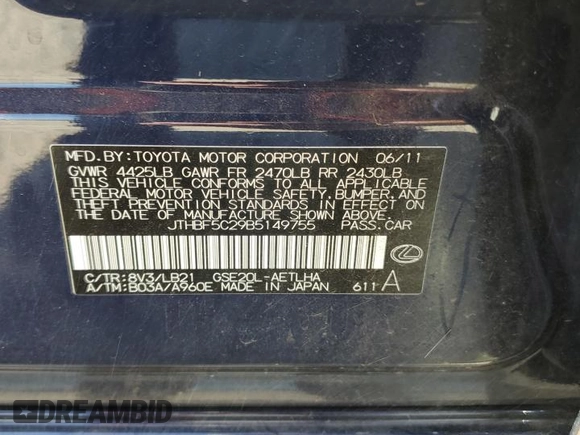 MFD.BY:TOYOTA MOTOR CORPORATION 06/11
GVWR 4425LB GAWR FR 2470LB RR 2430LB
THIS VEHICLE CONFORMS TO ALL APPLICABLE
FEDERAL MOTOR VEHICLE SAFETY, BUMPER, AND
THEFT PREVENTION STANDARDS IN EFFECT ON
THE DATE OF MANUFACTURE SHOWN ABOVE.
JTHBF5C29B5149755 PASS.CAR
C/TR:8V3/LB21 GSE20L-AETLHA
A/TM:B03A/A960E MADE IN JAPAN 611 A
DREAMBID